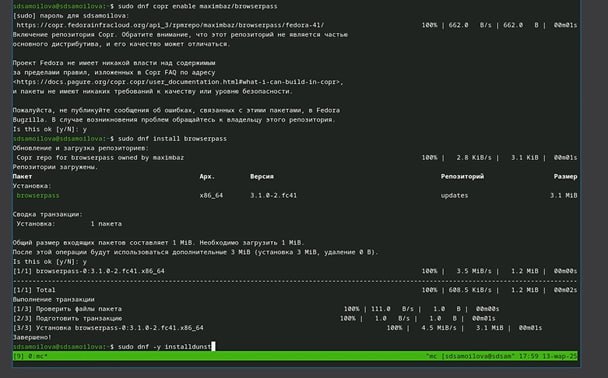 sdsamoilova@sdsamoilova:~$ sudo dnf copr enable maximbaz/browserpass
[sudo] пароль для sdsamoilova:
https://copr.fedorainfracloud.org/api_3/rpmrepo/maximbaz/browserpass/fedora-41/ 100% | 662.0 B/s | 662.0 B | 00m01s
Включение репозитория Copr. Обратите внимание, что этот репозиторий не является частью
основного дистрибутива, и его качество может отличаться.
Проект Fedora не имеет никакой власти над содержимым
за пределами правил, изложенных в Copr FAQ по адресу
<https://docs.pagure.org/copr.copr/user_documentation.html#what-i-can-build-in-copr>,
и пакеты не имеют никаких требований к качеству или уровню безопасности.
Пожалуйста, не публикуйте сообщения об ошибках, связанных с этими пакетами, в Fedora
Bugzilla. В случае возникновения проблем обращайтесь к владельцу этого репозитория.
Is this ok [y/N]: y
sdsamoilova@sdsamoilova:~$ sudo dnf install browserpass
Обновление и загрузка репозиториев:
Copr repo for browserpass owned by maximbaz 100% | 2.8 KiB/s | 3.1 KiB | 00m01s
Репозитории загружены.
Пакет Арх. Версия Репозиторий Размер
Установка:
browserpass x86_64 3.1.0-2.fc41 updates 3.1 MiB
Сводка транзакции:
Установка: 1 пакета
Общий размер входящих пакетов составляет 1 MiB. Необходимо загрузить 1 MiB.
После этой операции будут использоваться дополнительные 3 MiB (установка 3 MiB, удаление 0 B).
Is this ok [y/N]: y
[1/1] browserpass-0:3.1.0-2.fc41.x86_64 100% | 3.5 MiB/s | 1.2 MiB | 00m00s
[1/1] Total 100% | 608.5 KiB/s | 1.2 MiB | 00m02s
Выполнение транзакции
[1/3] Проверить файлы пакета 100% | 111.0 B/s | 1.0 B | 00m00s
[2/3] Подготовить транзакцию 100% | 1.0 B/s | 1.0 B | 00m01s
[3/3] Установка browserpass-0:3.1.0-2.fc41.x86_64 100% | 4.5 MiB/s | 3.1 MiB | 00m01s
Завершено!
sdsamoilova@sdsamoilova:~$ sudo dnf -y installdunst
[9] 0:mc* "mc [sdsamoilova@sdsam" 17:59 13-мар-25